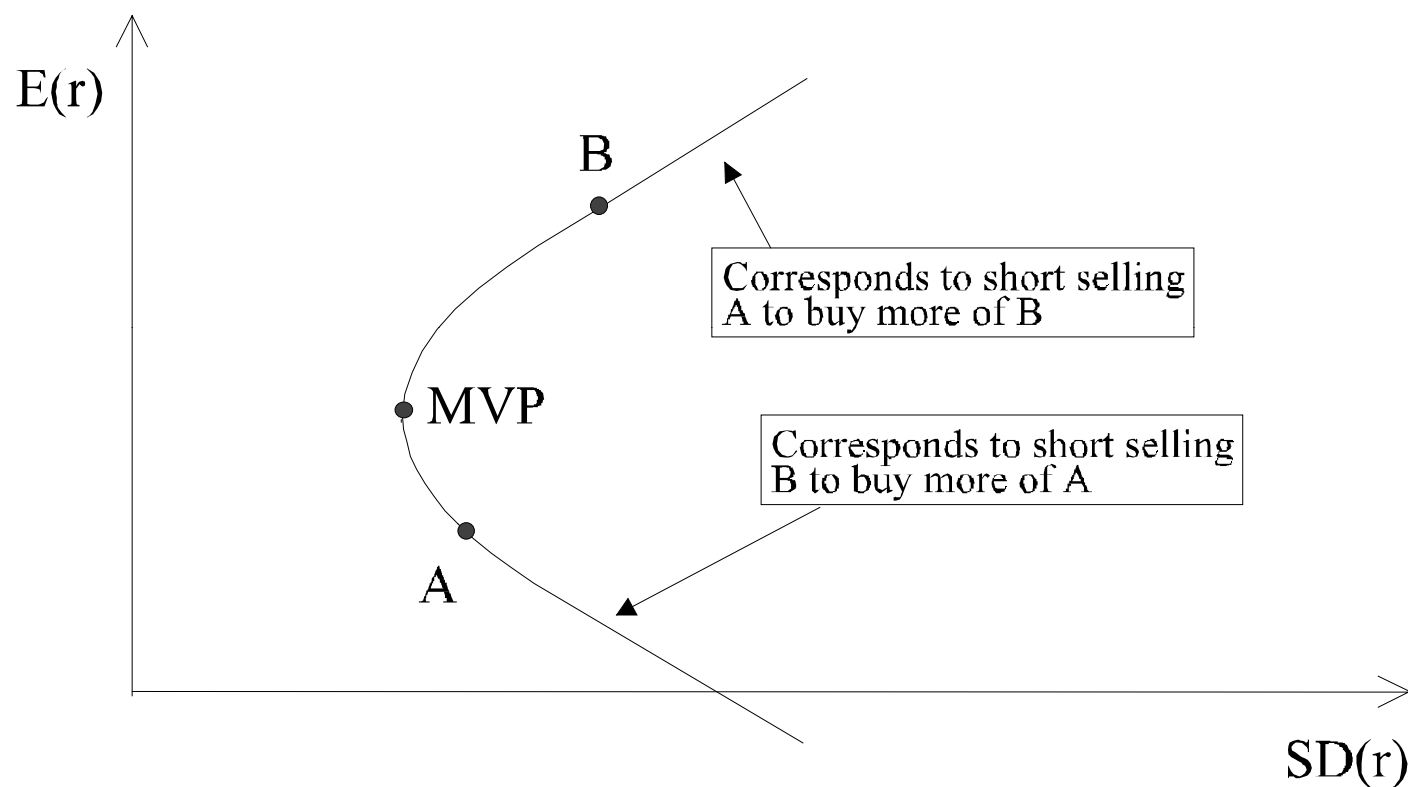 E(r)
B
Corresponds to short selling
A to buy more of B
MVP
Corresponds to short selling
B to buy more of A
A
SD(r)